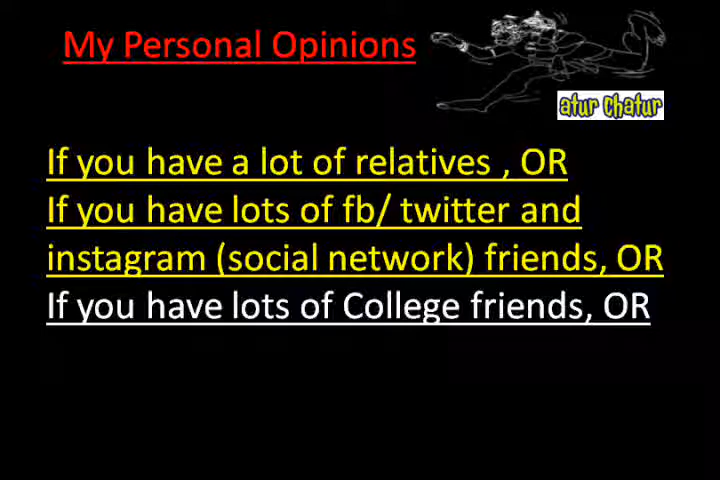 My Personal Opinions
atur chatur
If you have a lot of relatives , OR
If you have lots of fb/ twitter and
instagram (social network) friends, OR
If you have lots of College friends, OR